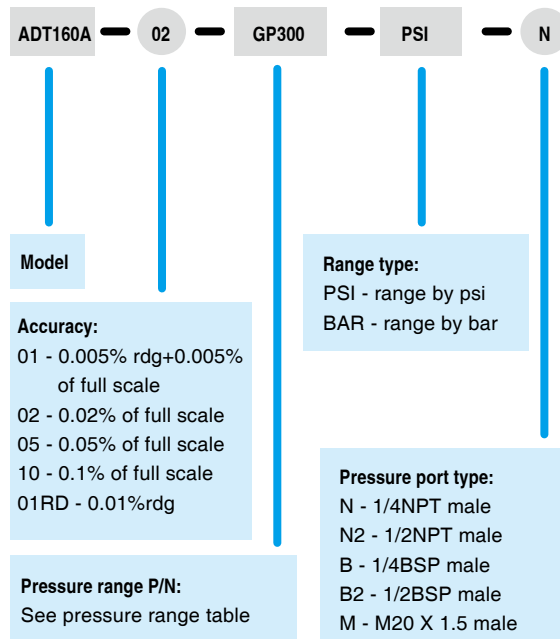 ADT160A 02 GP300 PSI N
Model
Accuracy:
01 - 0.005% rdg+0.005%
of full scale
02 - 0.02% of full scale
05 - 0.05% of full scale
10 - 0.1% of full scale
01RD - 0.01%rdg
Pressure range P/N:
See pressure range table
Range type:
PSI - range by psi
BAR - range by bar
Pressure port type:
N - 1/4NPT male
N2 - 1/2NPT male
B - 1/4BSP male
B2 - 1/2BSP male
M - M20 X 1.5 male